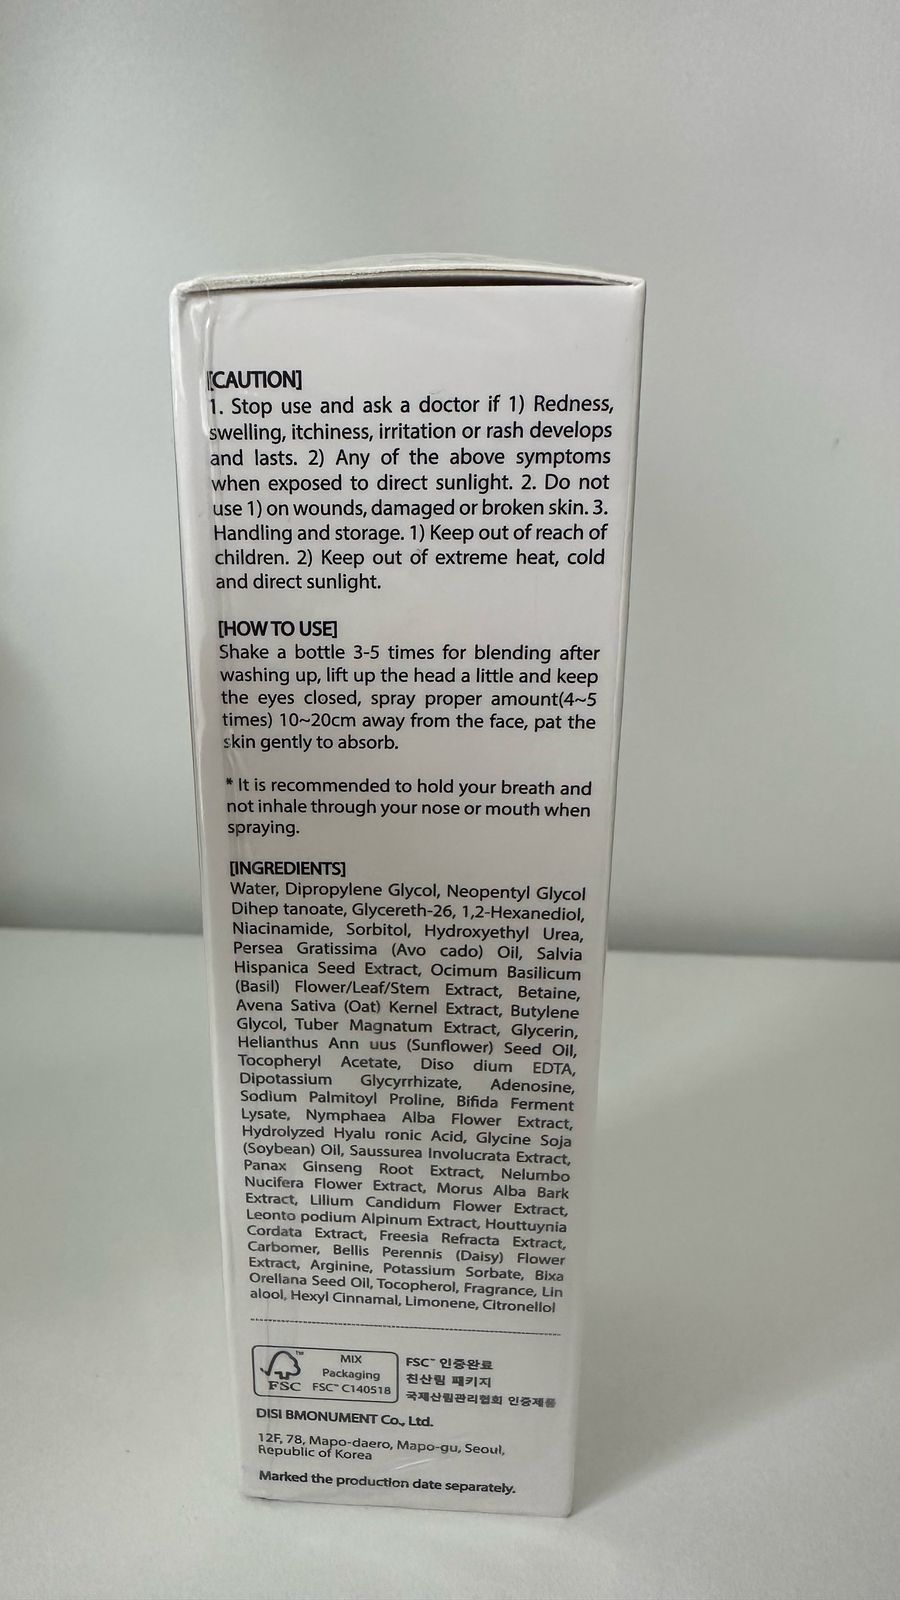 [CAUTION]
1. Stop use and ask a doctor if 1) Redness,
swelling, itchiness, irritation or rash develops
and lasts. 2) Any of the above symptoms
when exposed to direct sunlight. 2. Do not
use 1) on wounds, damaged or broken skin. 3.
Handling and storage. 1) Keep out of reach of
children. 2) Keep out of extreme heat, cold
and direct sunlight.
[HOW TO USE]
Shake a bottle 3-5 times for blending after
washing up, lift up the head a little and keep
the eyes closed, spray proper amount(4~5
times) 10~20cm away from the face, pat the
skin gently to absorb.
* It is recommended to hold your breath and
not inhale through your nose or mouth when
spraying.
[INGREDIENTS]
Water, Dipropylene Glycol, Neopentyl Glycol
Dihep tanoate, Glycereth-26, 1,2-Hexanediol,
Niacinamide, Sorbitol, Hydroxyethyl Urea,
Persea Gratissima (Avo cado) Oil, Salvia
Hispanica Seed Extract, Ocimum Basilicum
(Basil) Flower/Leaf/Stem Extract, Betaine,
Avena Sativa (Oat) Kernel Extract, Butylene
Glycol, Tuber Magnatum Extract, Glycerin,
Helianthus Ann uus (Sunflower) Seed Oil,
Tocopheryl Acetate, Diso dium EDTA,
Dipotassium Glycyrrhizate, Adenosine,
Sodium Palmitoyl Proline, Bifida Ferment
Lysate, Nymphaea Alba Flower Extract,
Hydrolyzed Hyalu ronic Acid, Glycine Soja
(Soybean) Oil, Saussurea Involucrata Extract,
Panax Ginseng Root Extract, Nelumbo
Nucifera Flower Extract, Morus Alba Bark
Extract, Lilium Candidum Flower Extract,
Leonto podium Alpinum Extract, Houttuynia
Cordata Extract, Freesia Refracta Extract,
Carbomer, Bellis Perennis (Daisy) Flower
Extract, Arginine, Potassium Sorbate, Bixa
Orellana Seed Oil, Tocopherol, Fragrance, Lin
alool, Hexyl Cinnamal, Limonene, Citronellol
FSC
MIX
Packaging
FSC™ C140518
FSC™ 인증완료
친산림 패키지
국제산림관리협회 인증제품
DISI BMONUMENT Co., Ltd.
12F, 78, Mapo-daero, Mapo-gu, Seoul,
Republic of Korea
Marked the production date separately.